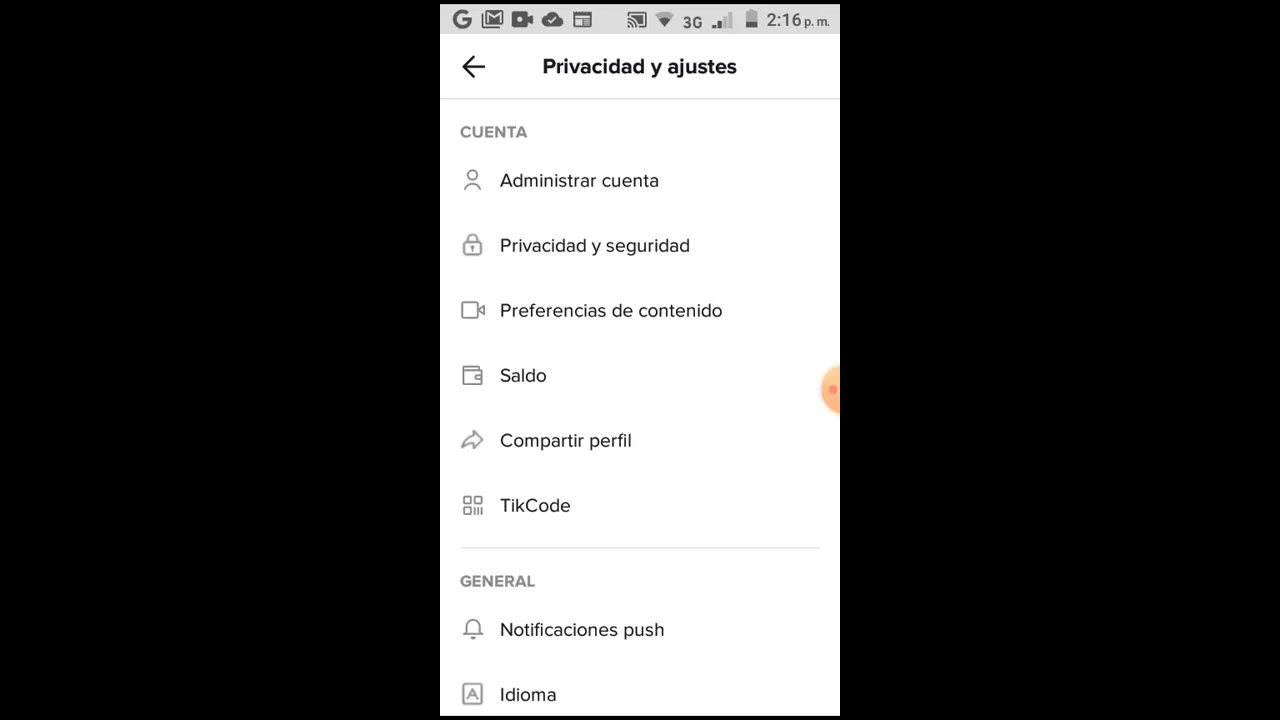 3G 2:16 p. m.
Privacidad y ajustes
CUENTA
Administrar cuenta
Privacidad y seguridad
Preferencias de contenido
Saldo
Compartir perfil
TikCode
GENERAL
Notificaciones push
Idioma